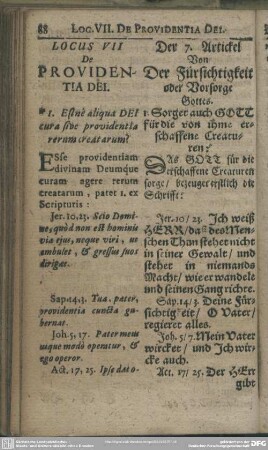 88 LOC. VII. DE PROVIDENTIA DEI.
LOCUS VII
De
PROVIDEN-
TIA DEI.
* 1. Estne aliqua DEI
cura sive providentia
rerum creatarum?
ESse providentiam
divinam Deumque
curam agere rerum
creatarum, patet 1. ex
Scripturis:
Jer. 10, 23. Scio Domi-
ne, quod non est hominis
via ejus, neque viri, ut
ambulet, & gressus suos
dirigat.
Sap. 14, 3. Tua, pater,
providentia cuncta gu-
bernat.
Joh. 5, 17. Pater meus
usque modo operatur, &
ego operor.
Act. 17, 25. Ipse dat o-
Der 7. Artickel
Von
Der Fürsichtigkeit
oder Vorsorge
Gottes.
1. Sorget auch GOTT
für die von ihme er-
schaffene Creatu-
ren?
DAs GOTT für die
erschaffene Creaturen
sorge / bezeuget erstlich die
Schrifft:
Jer. 10 / 23. Ich weiß
HERR / daß des Men-
schen Thun stehet nicht
in seiner Gewalt / und
stehet in niemands
Macht / wie er wandele
und seinen Gang richte.
Sap. 14 / 3. Deine Für-
sichtigkeit / O Vater /
regieret alles.
Joh. 5 / 7. Mein Vater
wircket / und Ich wir-
cke auch.
Act. 17 / 25. Der HErr
gibt